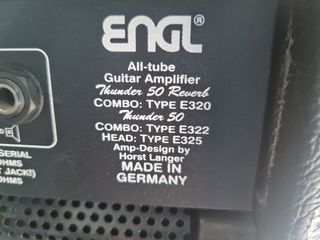 ENGL®
All-tube
Guitar Amplifier
Thunder 50 Reverb
COMBO: TYPE E320
Thunder 50
COMBO: TYPE E322
HEAD: TYPE E325
Amp-Design by
Horst Langer
MADE IN
GERMANY
SERIAL
OHMS
JACK!)
OHMS